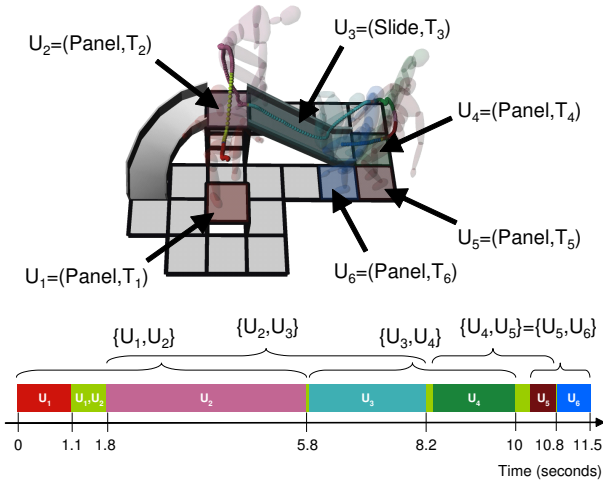 U₂=(Panel,T₂)
U₃=(Slide,T₃)
U₄=(Panel,T₄)
U₅=(Panel,T₅)
U₆=(Panel,T₆)
U₁=(Panel,T₁)
{U₁,U₂}
{U₂,U₃}
{U₃,U₄}
{U₄,U₅}={U₅,U₆}
U₁ U₁,U₂ U₂ U₃ U₄ U₅ U₆
0 1.1 1.8 5.8 8.2 10 10.8 11.5
Time (seconds)